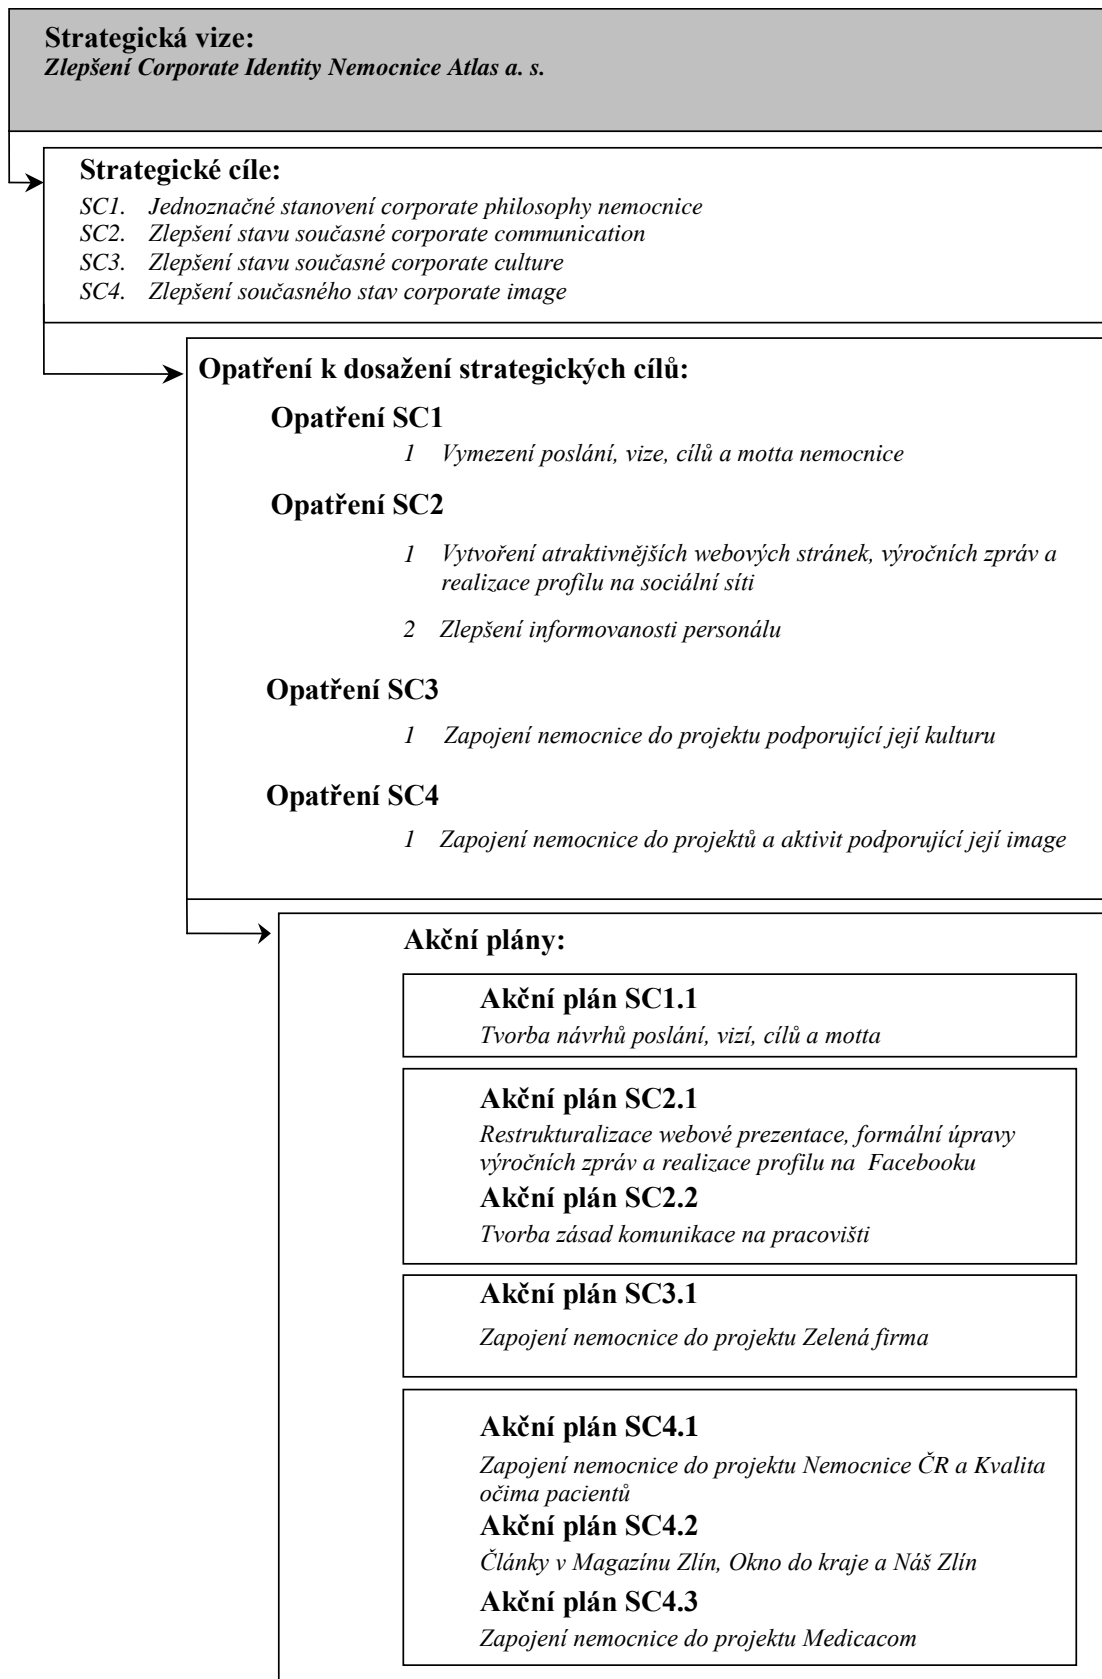 Strategická vize:
Zlepšení Corporate Identity Nemocnice Atlas a. s.
Strategické cíle:
SC1. Jednoznačné stanovení corporate philosophy nemocnice
SC2. Zlepšení stavu současné corporate communication
SC3. Zlepšení stavu současné corporate culture
SC4. Zlepšení současného stav corporate image
Opatření k dosažení strategických cílů:
Opatření SC1
1 Vymezení poslání, vize, cílů a motta nemocnice
Opatření SC2
1 Vytvoření atraktivnějších webových stránek, výročních zpráv a
realizace profilu na sociální síti
2 Zlepšení informovanosti personálu
Opatření SC3
1 Zapojení nemocnice do projektu podporující její kulturu
Opatření SC4
1 Zapojení nemocnice do projektů a aktivit podporující její image
Akční plány:
Akční plán SC1.1
Tvorba návrhů poslání, vizí, cílů a motta
Akční plán SC2.1
Restrukturalizace webové prezentace, formální úpravy
výročních zpráv a realizace profilu na Facebooku
Akční plán SC2.2
Tvorba zásad komunikace na pracovišti
Akční plán SC3.1
Zapojení nemocnice do projektu Zelená firma
Akční plán SC4.1
Zapojení nemocnice do projektu Nemocnice ČR a Kvalita
očima pacientů
Akční plán SC4.2
Články v Magazínu Zlín, Okno do kraje a Náš Zlín
Akční plán SC4.3
Zapojení nemocnice do projektu Medicacom